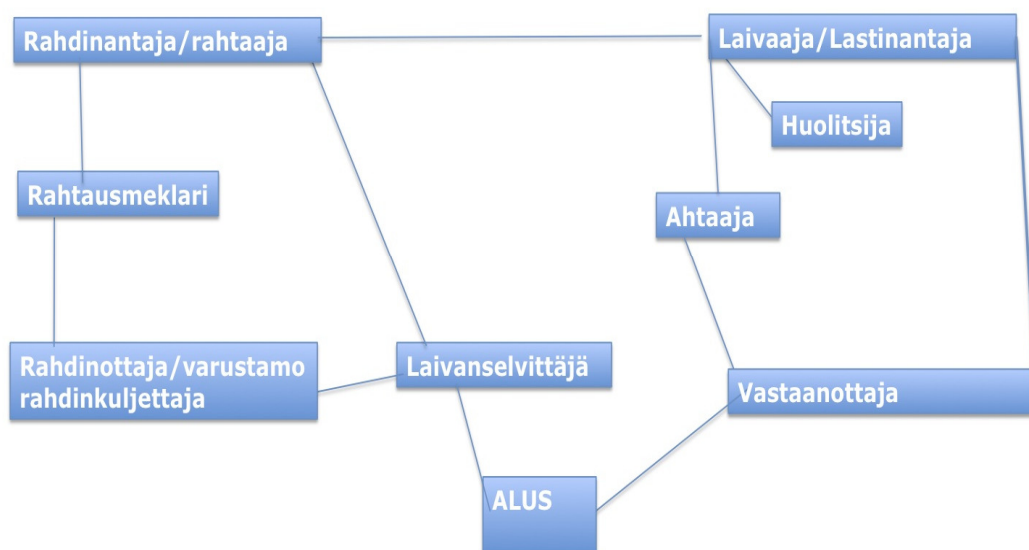 Rahdinantaja/rahtaaja
Laivaaja/Lastinantaja
Huolitsija
Rahtausmeklari
Ahtaaja
Rahdinottaja/varustamo
rahdinkuljettaja
Laivanselvittäjä
Vastaanottaja
ALUS